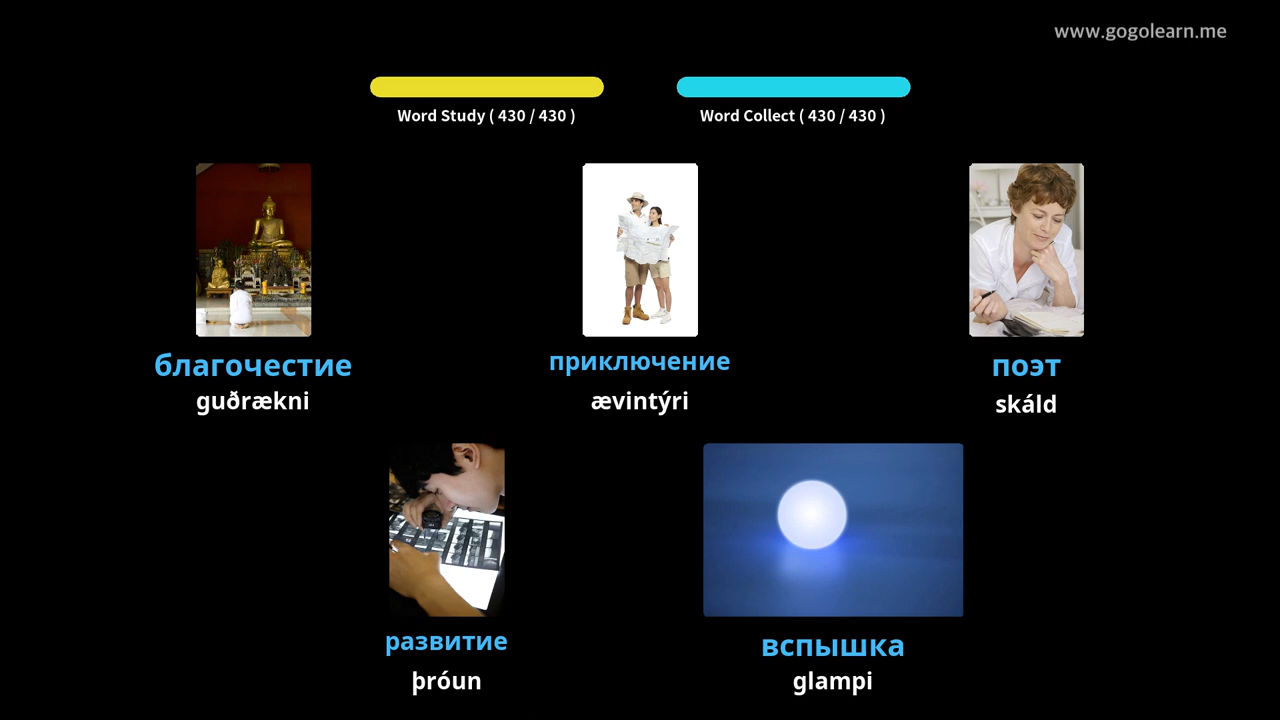 www.gogolearn.me
Word Study ( 430 / 430 )
Word Collect ( 430 / 430 )
благочестие
guðrækni
приключение
ævintýri
поэт
skáld
развитие
þróun
вспышка
glampi